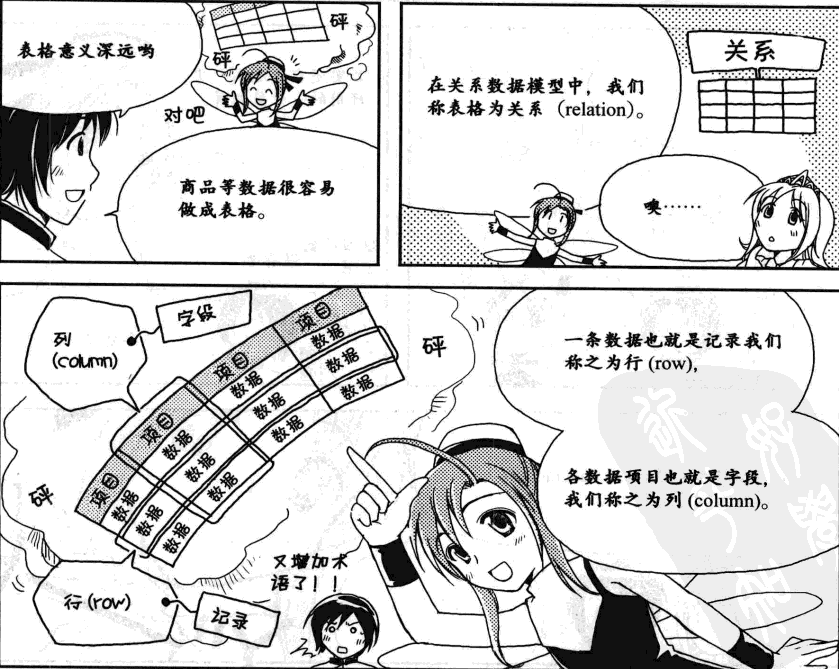 表格意义深远哟
砰
砰
对吧
商品等数据很容易
做成表格。
在关系数据模型中，我们
称表格为关系（relation）。
关系
噢……
列
(column)
字段
项目
项目
项目
项目
数据
数据
数据
数据
数据
数据
数据
数据
数据
数据
数据
数据
砰
砰
行(row)
记录
又增加术
语了！！
一条数据也就是记录我们
称之为行 (row),
各数据项目也就是字段，
我们称之为列 (column)。